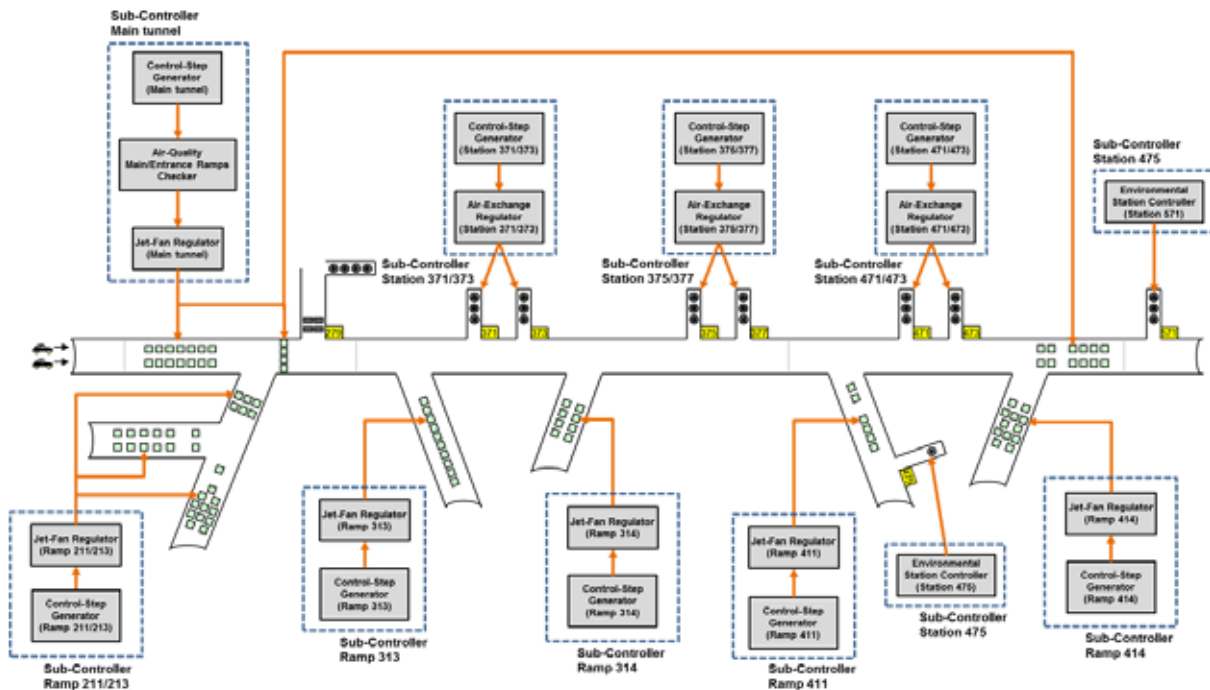 Sub-Controller
Main tunnel
Control-Step
Generator
(Main tunnel)
Air-Quality
Main/Entrance Ramps
Checker
Jet-Fan Regulator
(Main tunnel)
Control-Step
Generator
(Station 371/373)
Air-Exchange
Regulator
(Station 371/373)
Sub-Controller
Station 371/373
Control-Step
Generator
(Station 375/377)
Air-Exchange
Regulator
(Station 375/377)
Sub-Controller
Station 375/377
Control-Step
Generator
(Station 471/473)
Air-Exchange
Regulator
(Station 471/473)
Sub-Controller
Station 471/473
Sub-Controller
Station 475
Environmental
Station Controller
(Station 571)
371
373
375
377
471
473
571
Jet-Fan Regulator
(Ramp 211/213)
Control-Step
Generator
(Ramp 211/213)
Sub-Controller
Ramp 211/213
Jet-Fan Regulator
(Ramp 313)
Control-Step
Generator
(Ramp 313)
Sub-Controller
Ramp 313
Jet-Fan Regulator
(Ramp 314)
Control-Step
Generator
(Ramp 314)
Sub-Controller
Ramp 314
Jet-Fan Regulator
(Ramp 411)
Control-Step
Generator
(Ramp 411)
Sub-Controller
Ramp 411
Environmental
Station Controller
(Station 475)
Sub-Controller
Station 475
Jet-Fan Regulator
(Ramp 414)
Control-Step
Generator
(Ramp 414)
Sub-Controller
Ramp 414